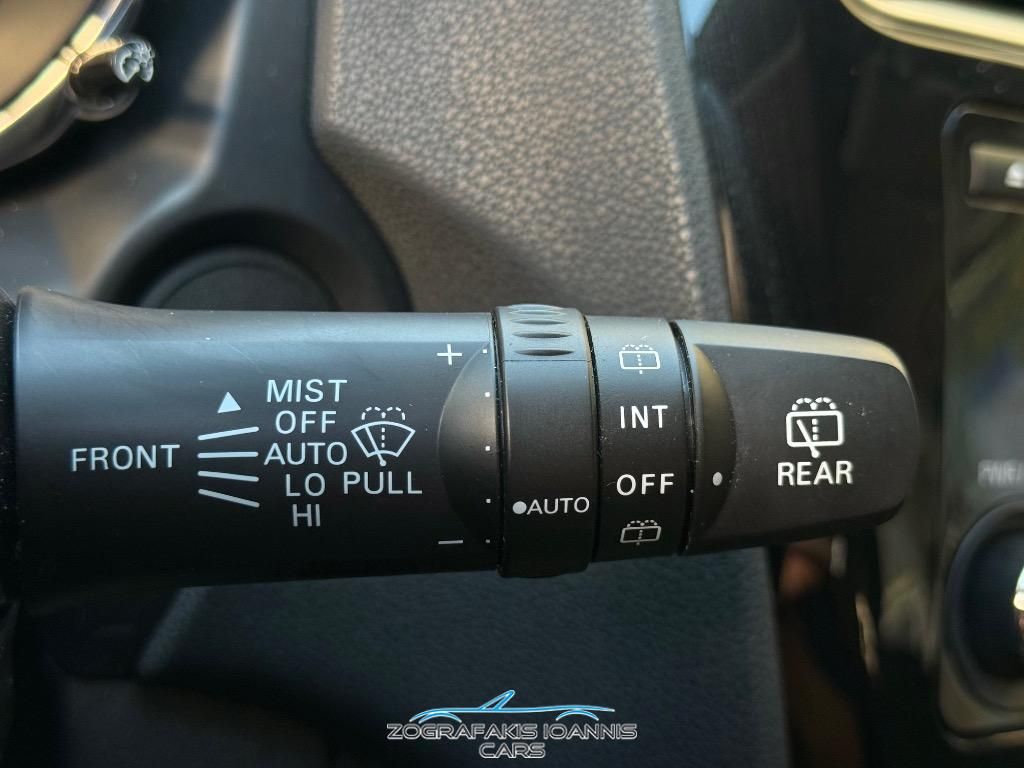 MIST
OFF
FRONT AUTO
LO PULL
HI
+
−
AUTO
INT
OFF
REAR
ZOGRAFAKIS IOANNIS
CARS